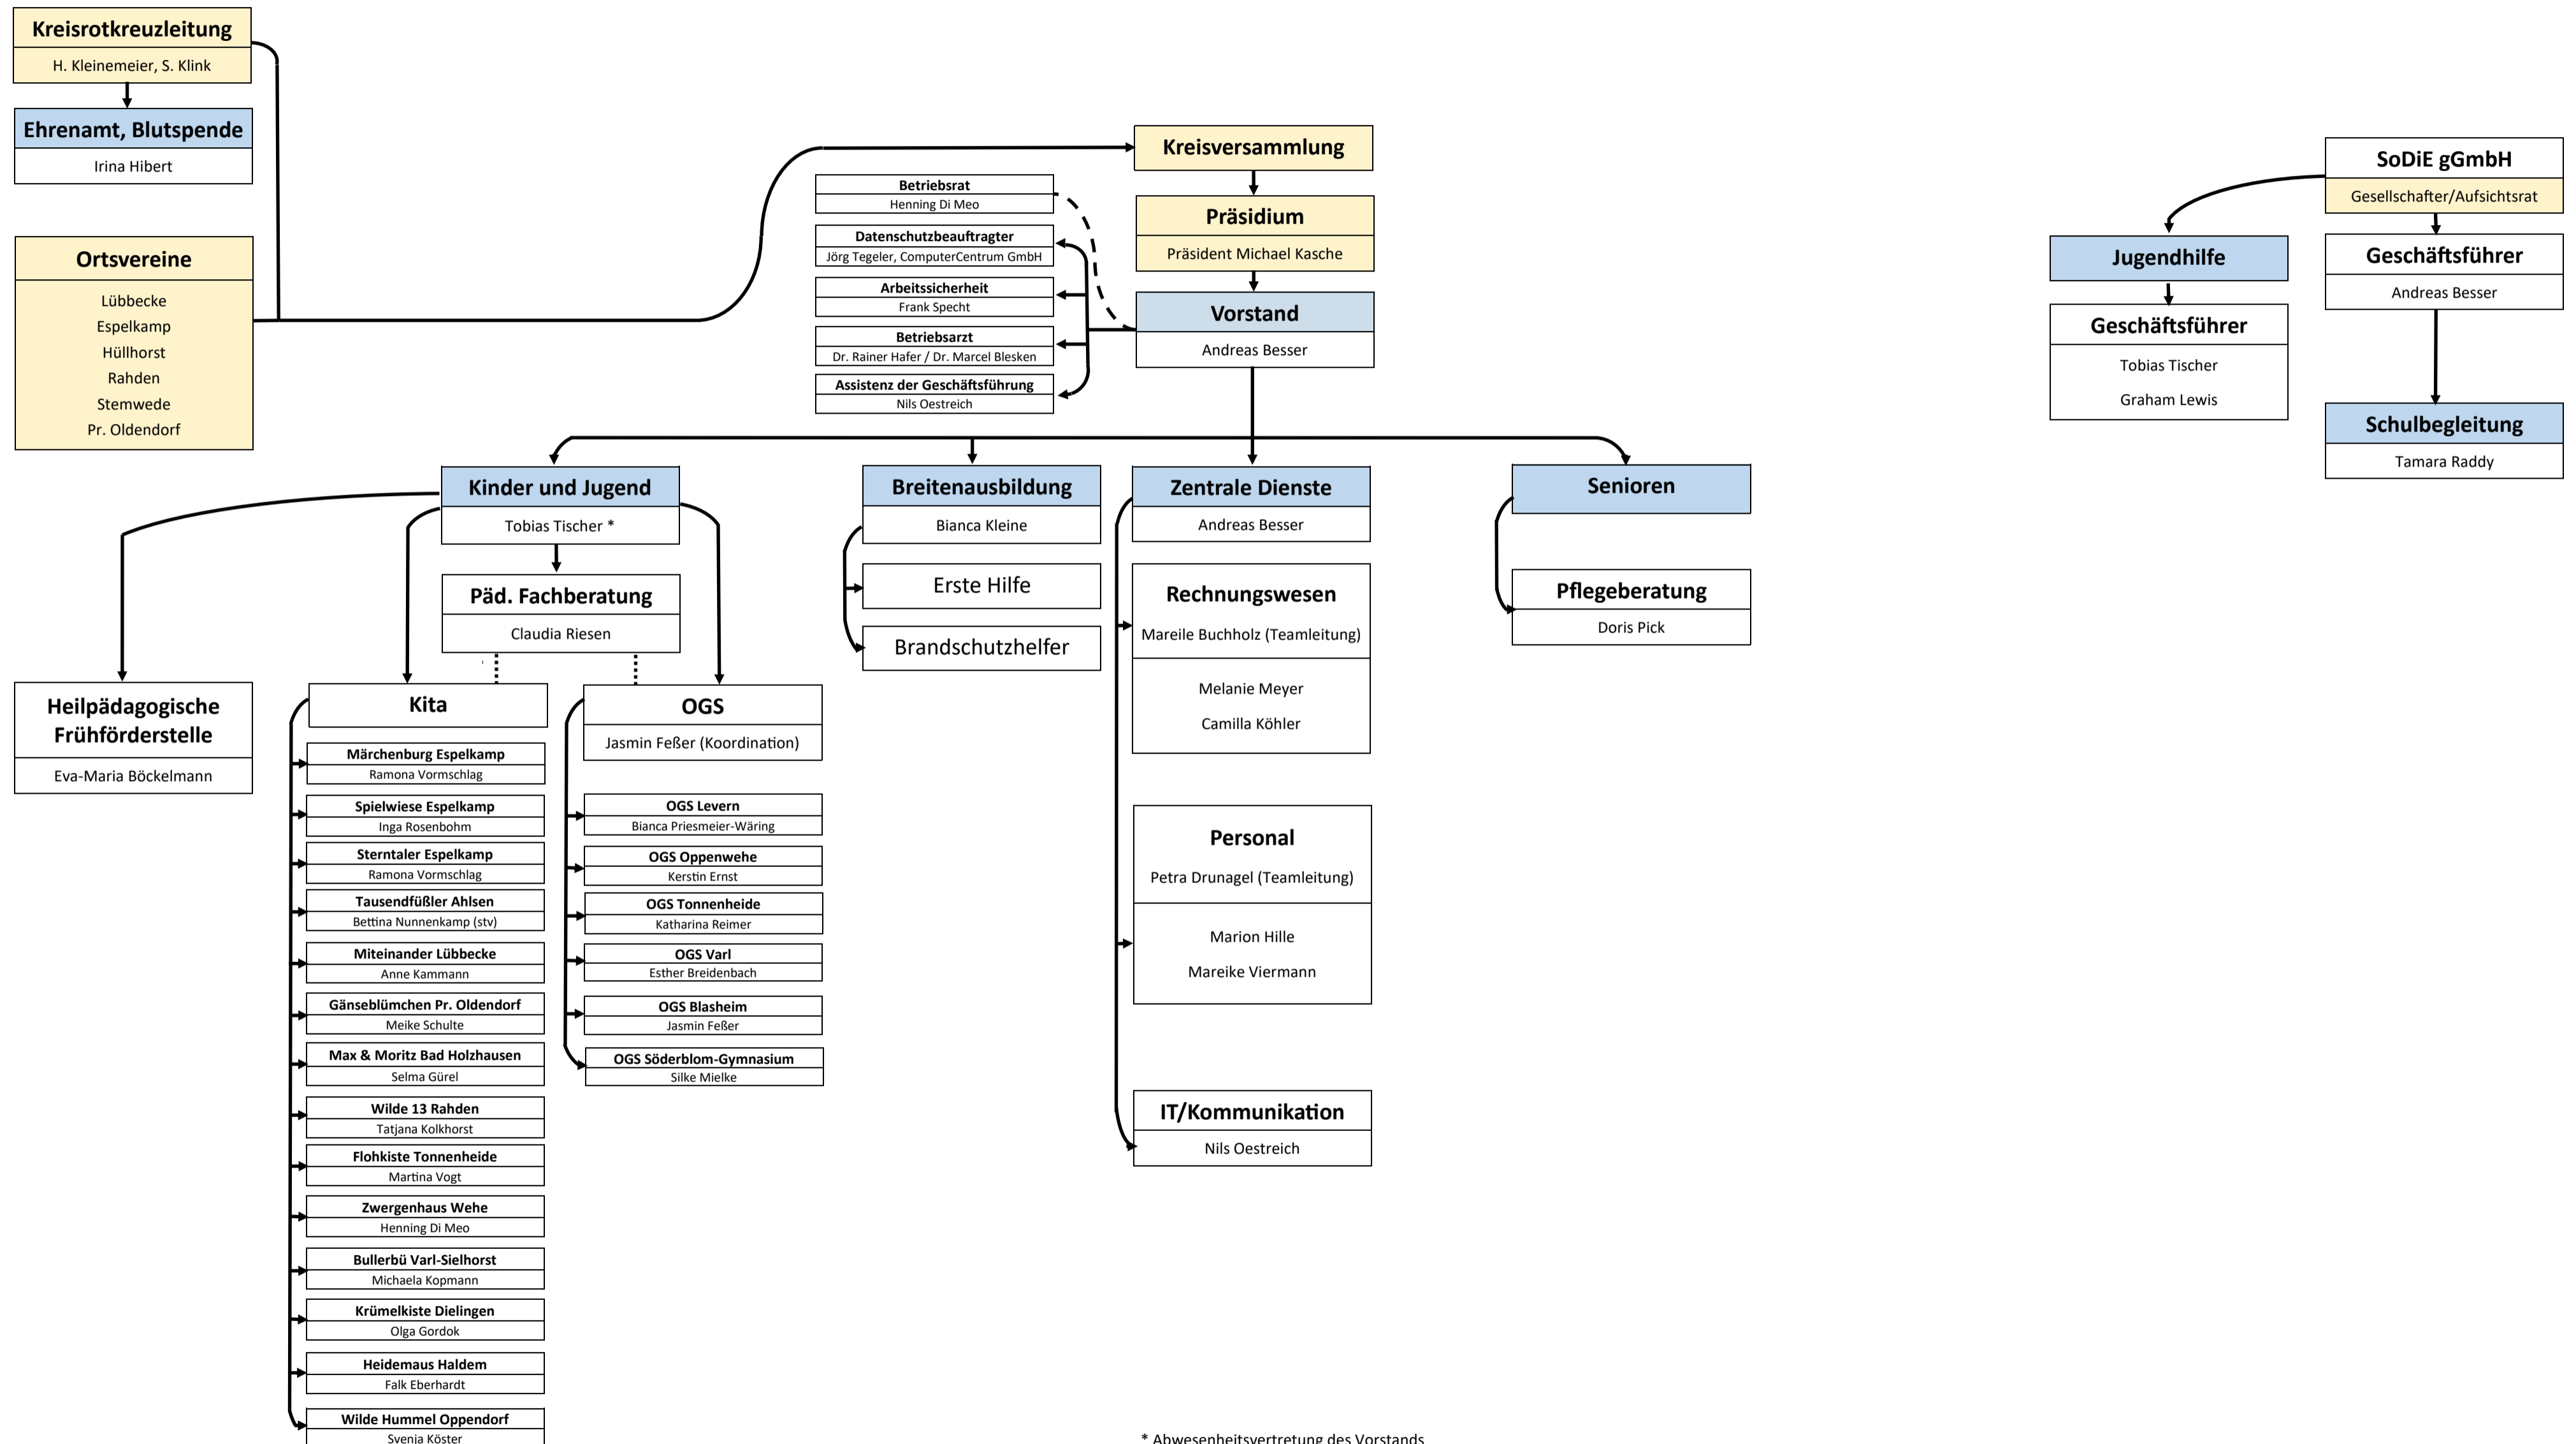 Kreisrotkreuzleitung
H. Kleinemeier, S. Klink
Ehrenamt, Blutspende
Irina Hibert
Ortsvereine
Lübbecke
Espelkamp
Hüllhorst
Rahden
Stemwede
Pr. Oldendorf
Kreisversammlung
Präsidium
Präsident Michael Kasche
Vorstand
Andreas Besser
Betriebsrat
Henning Di Meo
Datenschutzbeauftragter
Jörg Tegeler, ComputerCentrum GmbH
Arbeitssicherheit
Frank Specht
Betriebsarzt
Dr. Rainer Hafer / Dr. Marcel Blesken
Assistenz der Geschäftsführung
Nils Oestreich
SoDiE gGmbH
Gesellschafter/Aufsichtsrat
Geschäftsführer
Andreas Besser
Schulbegleitung
Tamara Raddy
Jugendhilfe
Geschäftsführer
Tobias Tischer
Graham Lewis
Kinder und Jugend
Tobias Tischer *
Päd. Fachberatung
Claudia Riesen
Heilpädagogische
Frühförderstelle
Eva-Maria Böckelmann
Kita
Märchenburg Espelkamp
Ramona Vormschlag
Spielwiese Espelkamp
Inga Rosenbohm
Sterntaler Espelkamp
Ramona Vormschlag
Tausendfüßler Ahlsen
Bettina Nunnenkamp (stv)
Miteinander Lübbecke
Anne Kammann
Gänseblümchen Pr. Oldendorf
Meike Schulte
Max & Moritz Bad Holzhausen
Selma Gürel
Wilde 13 Rahden
Tatjana Kolkhorst
Flohkiste Tonnenheide
Martina Vogt
Zwergenhaus Wehe
Henning Di Meo
Bullerbü Varl-Sielhorst
Michaela Kopmann
Krümelkiste Dielingen
Olga Gordok
Heidemaus Haldem
Falk Eberhardt
Wilde Hummel Oppendorf
Svenja Köster
OGS
Jasmin Feßer (Koordination)
OGS Levern
Bianca Priesmeier-Wäring
OGS Oppenwehe
Kerstin Ernst
OGS Tonnenheide
Katharina Reimer
OGS Varl
Esther Breidenbach
OGS Blasheim
Jasmin Feßer
OGS Söderblom-Gymnasium
Silke Mielke
Breitenausbildung
Bianca Kleine
Erste Hilfe
Brandschutzhelfer
Zentrale Dienste
Andreas Besser
Rechnungswesen
Mareile Buchholz (Teamleitung)
Melanie Meyer
Camilla Köhler
Personal
Petra Drunagel (Teamleitung)
Marion Hille
Mareike Viermann
IT/Kommunikation
Nils Oestreich
Senioren
Pflegeberatung
Doris Pick
* Abwesenheitsvertretung des Vorstands